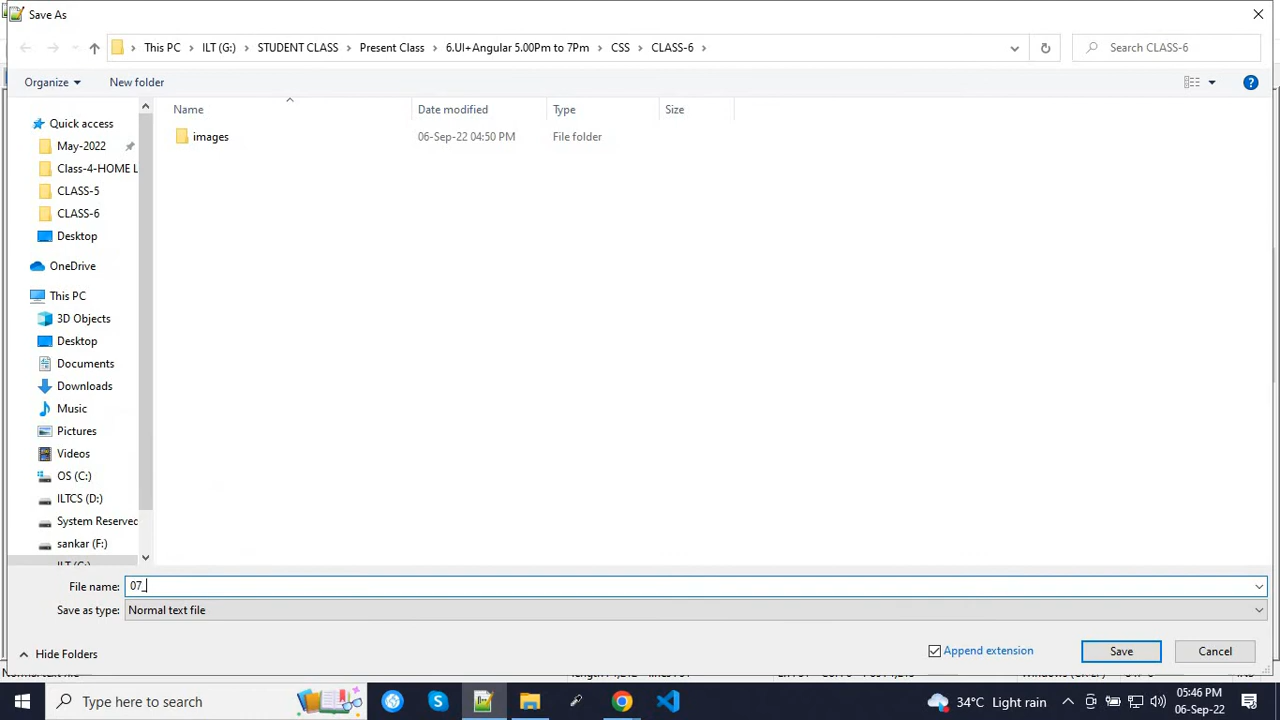 Save As
This PC > ILT (G:) > STUDENT CLASS > Present Class > 6.UI+Angular 5.00Pm to 7Pm > CSS > CLASS-6 >
Search CLASS-6
Organize
New folder
Name
Date modified
Type
Size
images
06-Sep-22 04:50 PM
File folder
Quick access
May-2022
Class-4-HOME L
CLASS-5
CLASS-6
Desktop
OneDrive
This PC
3D Objects
Desktop
Documents
Downloads
Music
Pictures
Videos
OS (C:)
ILTCS (D:)
System Reserved
sankar (F:)
ILT (G:)
File name: 07_
Save as type: Normal text file
Hide Folders
Append extension
Save
Cancel
Normal text file
Type here to search
34°C Light rain
05:46 PM
06-Sep-22